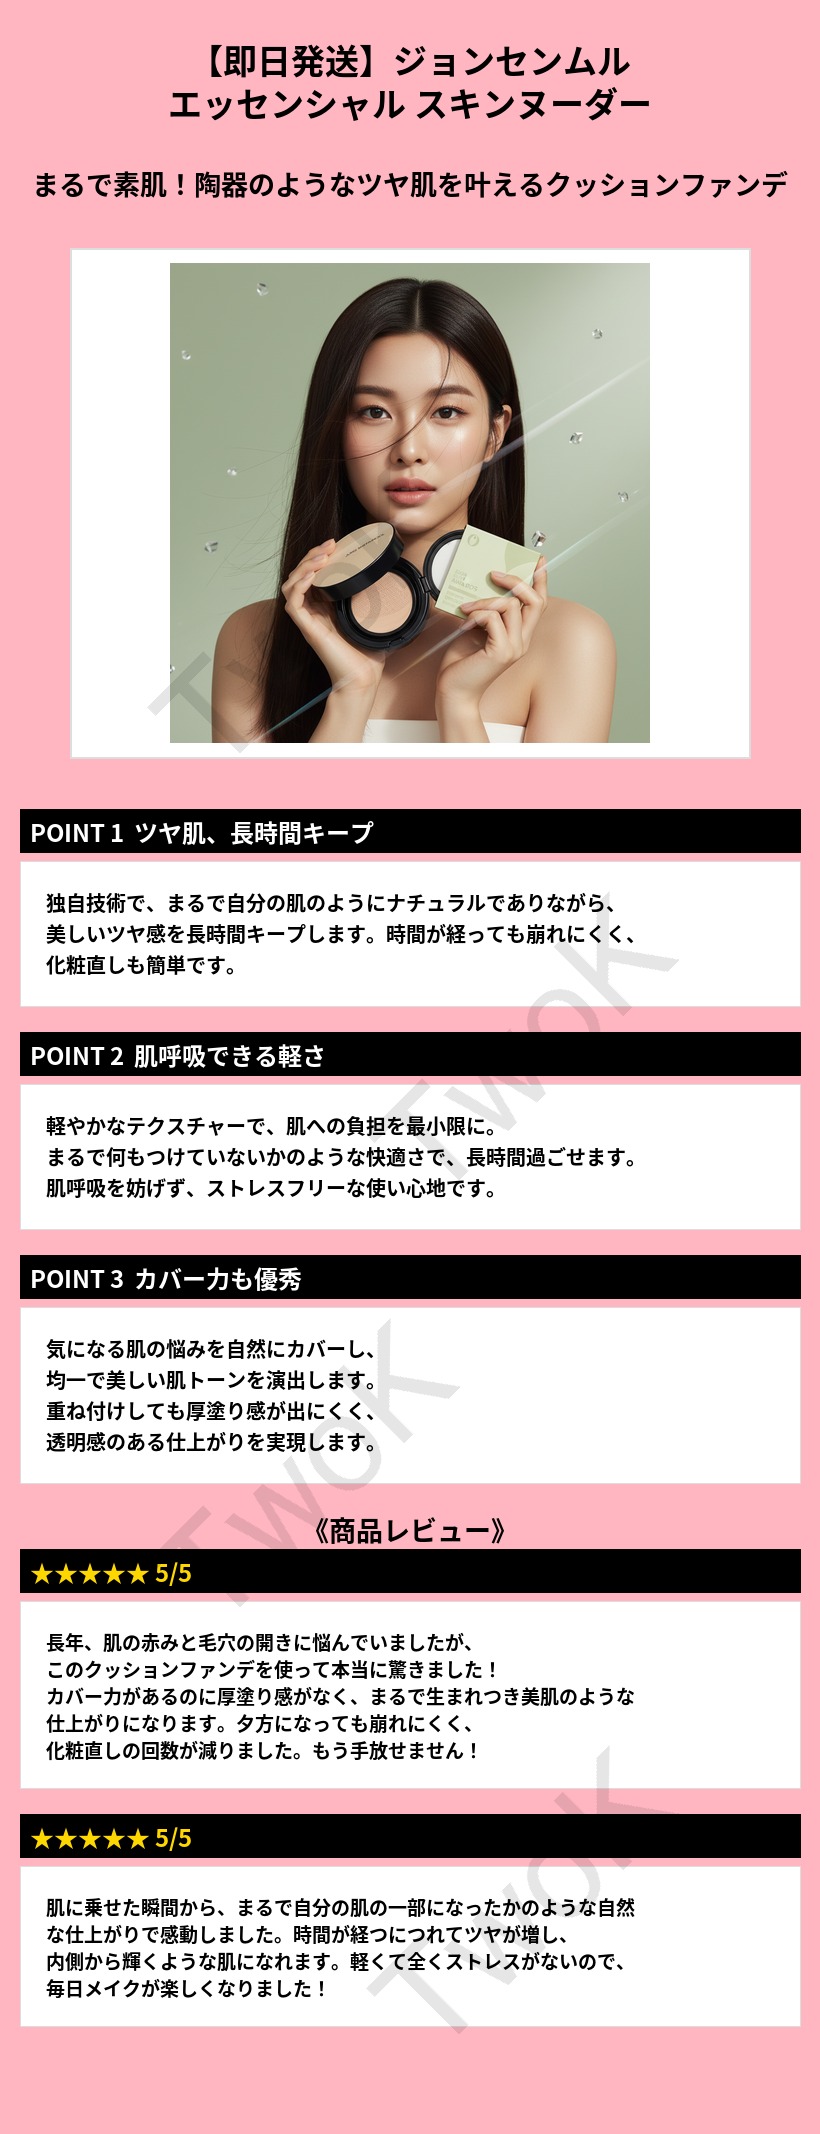 【即日発送】ジョンセンムル
エッセンシャル スキンヌーダー
まるで素肌！陶器のようなツヤ肌を叶えるクッションファンデ
POINT 1 ツヤ肌、長時間キープ
独自技術で、まるで自分の肌のようにナチュラルでありながら、
美しいツヤ感を長時間キープします。時間が経っても崩れにくく、
化粧直しも簡単です。
POINT 2 肌呼吸できる軽さ
軽やかなテクスチャーで、肌への負担を最小限に。
まるで何もつけていないかのような快適さで、長時間過ごせます。
肌呼吸を妨げず、ストレスフリーな使い心地です。
POINT 3 カバー力も優秀
気になる肌の悩みを自然にカバーし、
均一で美しい肌トーンを演出します。
重ね付けしても厚塗り感が出にくく、
透明感のある仕上がりを実現します。
《商品レビュー》
★★★★★ 5/5
長年、肌の赤みと毛穴の開きに悩んでいましたが、
このクッションファンデを使って本当に驚きました！
カバー力があるのに厚塗り感がなく、まるで生まれつき美肌のような
仕上がりになります。夕方になっても崩れにくく、
化粧直しの回数が減りました。もう手放せません！
★★★★★ 5/5
肌に乗せた瞬間から、まるで自分の肌の一部になったかのような自然
な仕上がりで感動しました。時間が経つにつれてツヤが増し、
内側から輝くような肌になれます。軽くて全くストレスがないので、
毎日メイクが楽しくなりました！
TwoK
TwoK
TwoK
TwoK